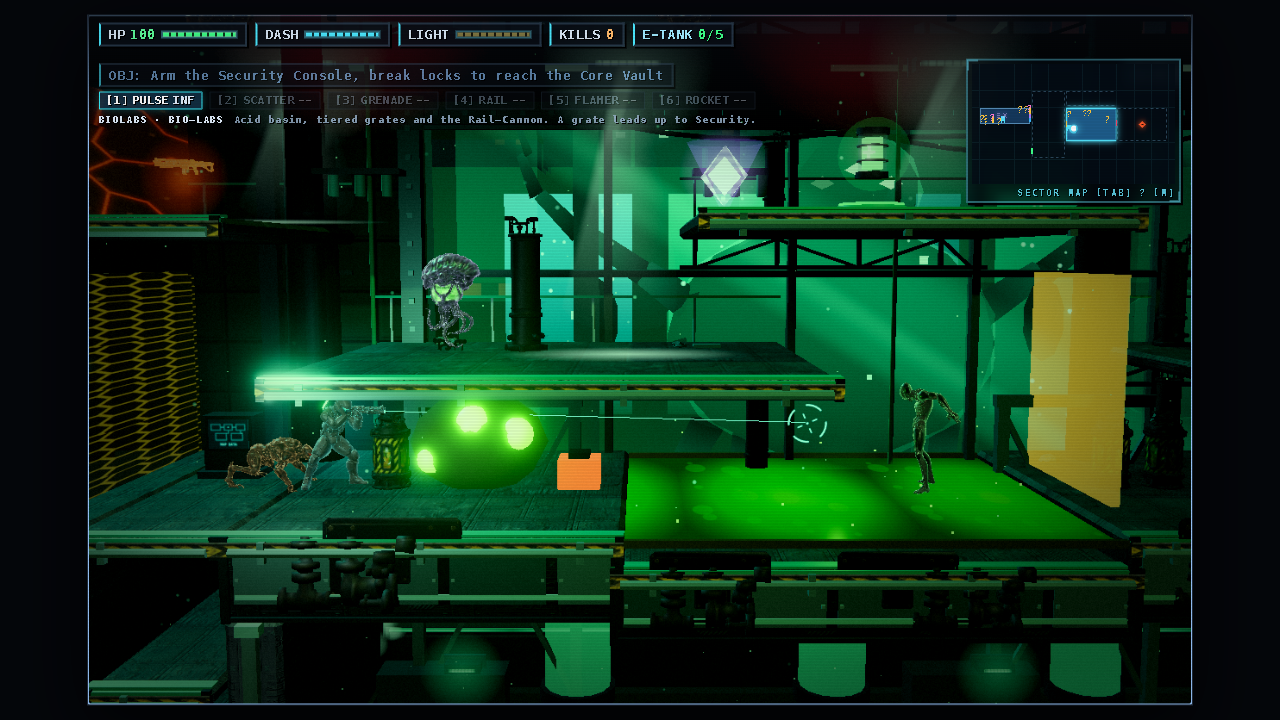 HP 100 DASH LIGHT KILLS 0 E-TANK 0/5
OBJ: Arm the Security Console, break locks to reach the Core Vault
[1] PULSE INF [2] SCATTER -- [3] GRENADE -- [4] RAIL -- [5] FLAMER -- [6] ROCKET --
BIOLABS · BIO-LABS Acid basin, tiered grates and the Rail-Cannon. A grate leads up to Security.
?? ?? ? ?
SECTOR MAP [TAB] ? [M]